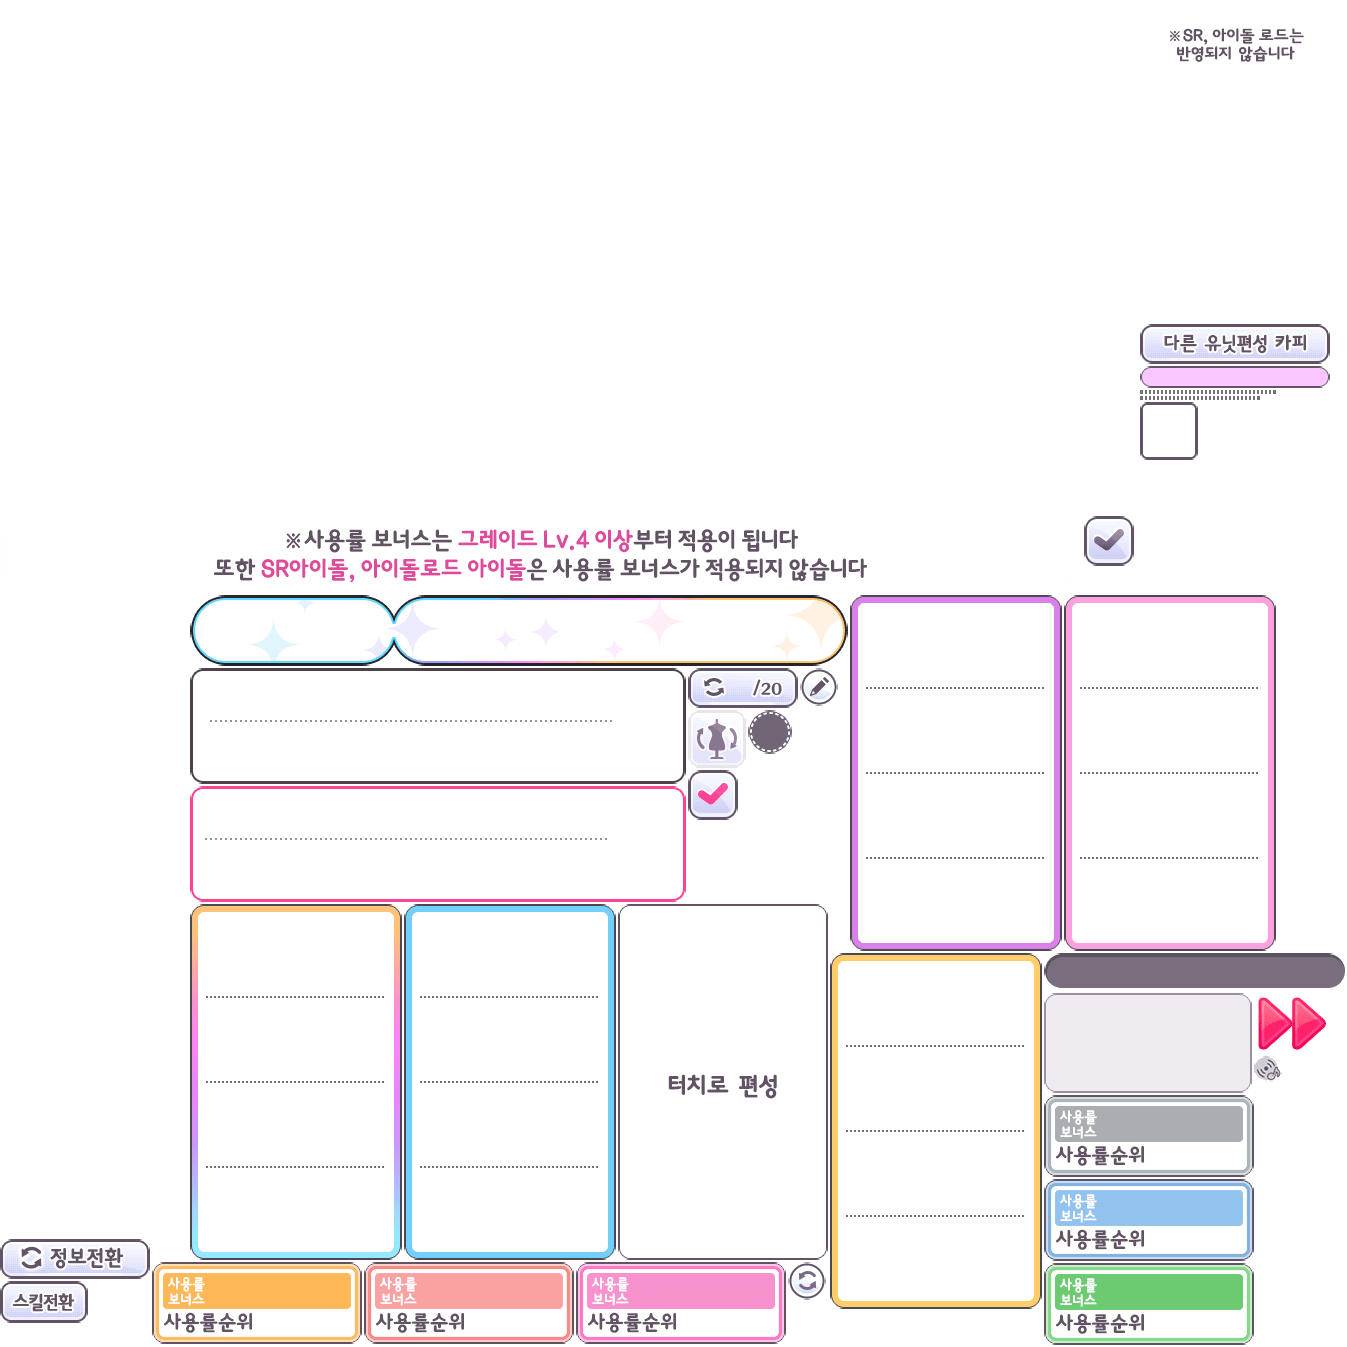 ※SR, 아이돌 로드는
반영되지 않습니다
다른 유닛편성 카피
※사용률 보너스는 그레이드 Lv.4 이상부터 적용이 됩니다
또한 SR아이돌, 아이돌로드 아이돌은 사용률 보너스가 적용되지 않습니다
/20
터치로 편성
사용률
보너스
사용률순위
사용률
보너스
사용률순위
정보전환
스킬전환
사용률
보너스
사용률순위
사용률
보너스
사용률순위
사용률
보너스
사용률순위
사용률
보너스
사용률순위